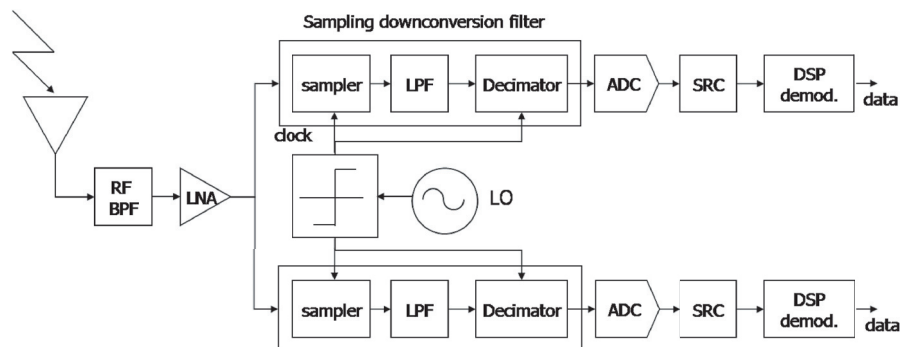 Sampling downconversion filter
sampler
LPF
Decimator
ADC
SRC
DSP
demod.
data
clock
RF
BPF
LNA
LO
sampler
LPF
Decimator
ADC
SRC
DSP
demod.
data